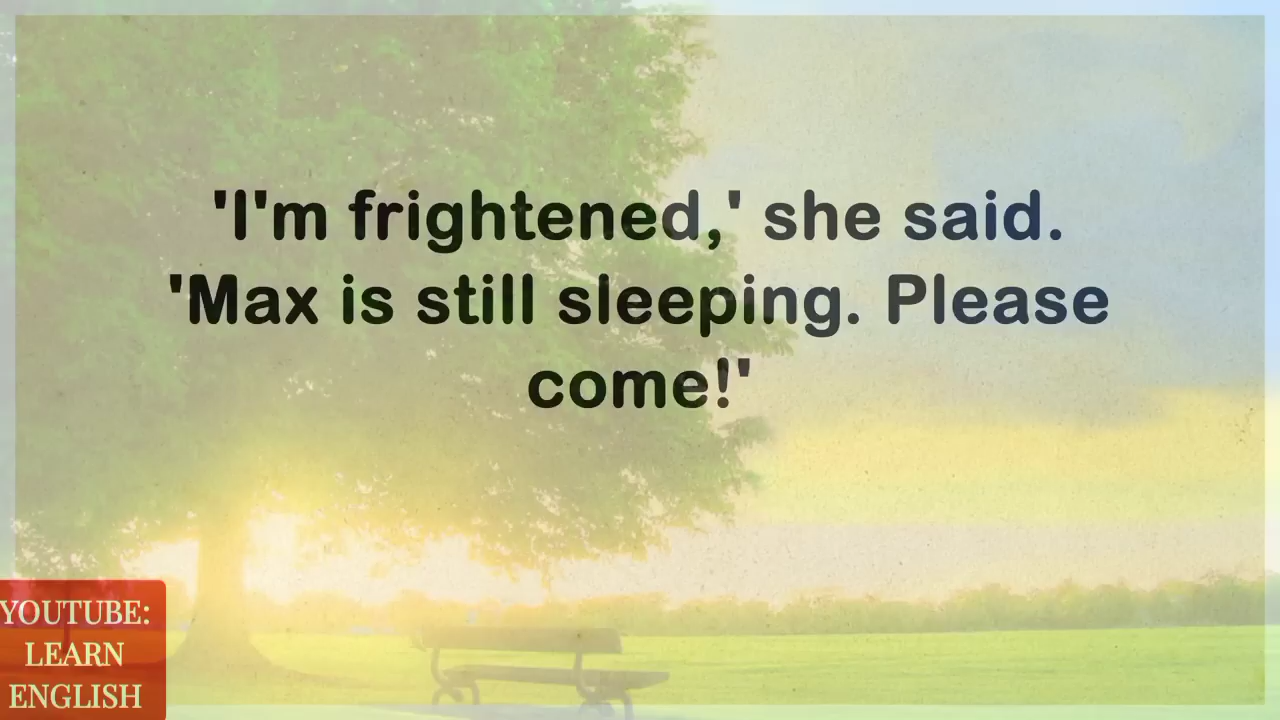 'I'm frightened,' she said.
'Max is still sleeping. Please
come!'
YOUTUBE:
LEARN
ENGLISH